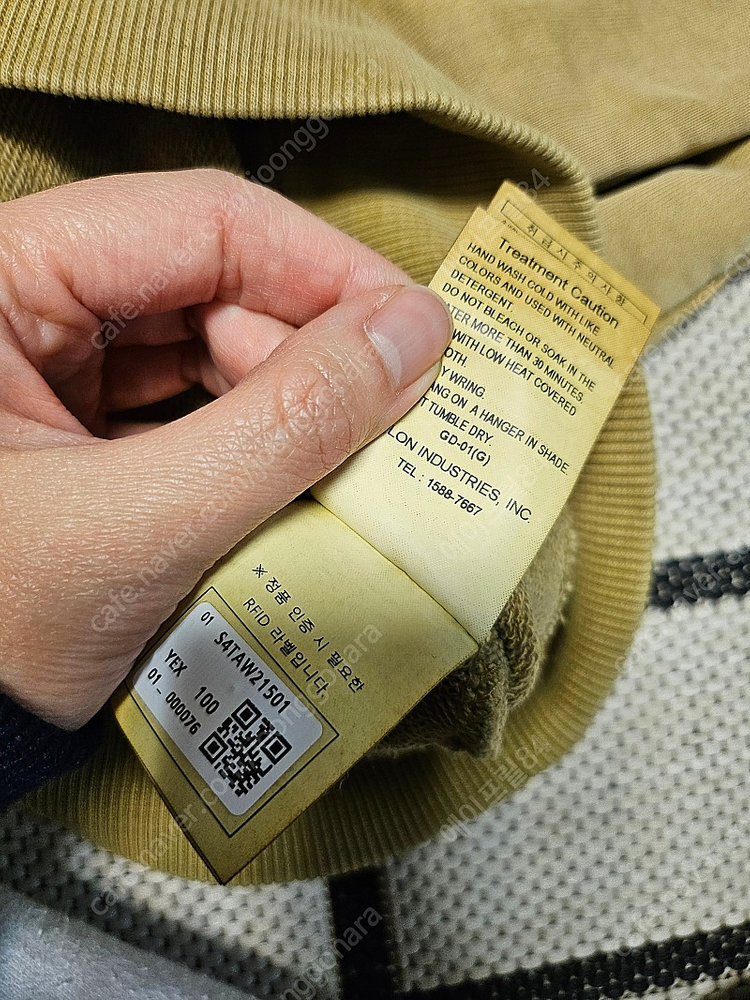 취급시주의사항
Treatment Caution
HAND WASH COLD WITH LIKE
COLORS AND USED WITH NEUTRAL
DETERGENT.
DO NOT BLEACH OR SOAK IN THE
TER MORE THAN 30 MINUTES.
WITH LOW HEAT COVERED
OTH.
Y WRING.
ANG ON A HANGER IN SHADE.
T TUMBLE DRY.
GD-01(G)
LON INDUSTRIES, INC.
TEL : 1588-7667
※ 정품 인증 시 필요한
RFID 라벨입니다.
01 S4TAW21501
YEX 100
01 - 000076